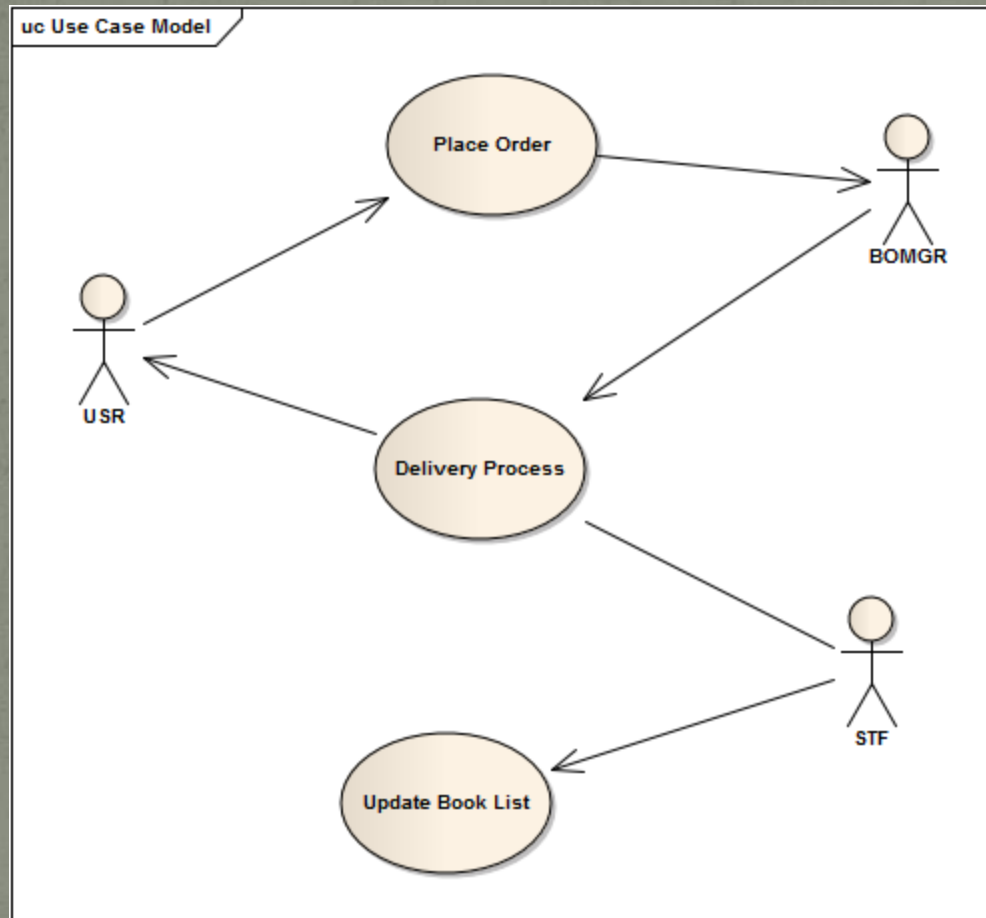 uc Use Case Model
Place Order
BOMGR
USR
Delivery Process
STF
Update Book List